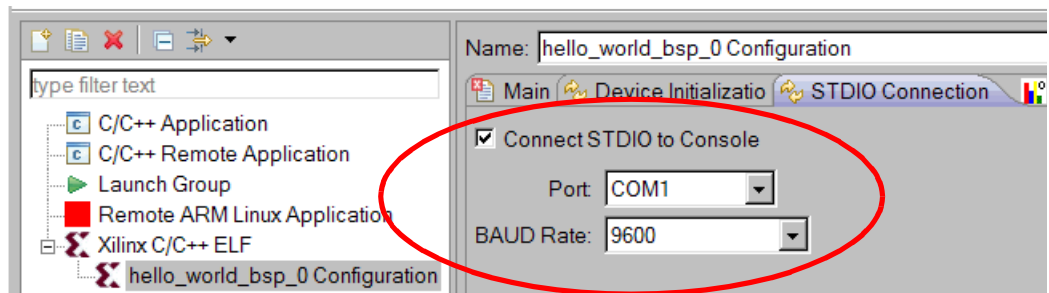 type filter text
C/C++ Application
C/C++ Remote Application
Launch Group
Remote ARM Linux Application
Xilinx C/C++ ELF
hello_world_bsp_0 Configuration
Name: hello_world_bsp_0 Configuration
Main Device Initializatio STDIO Connection
Connect STDIO to Console
Port: COM1
BAUD Rate: 9600